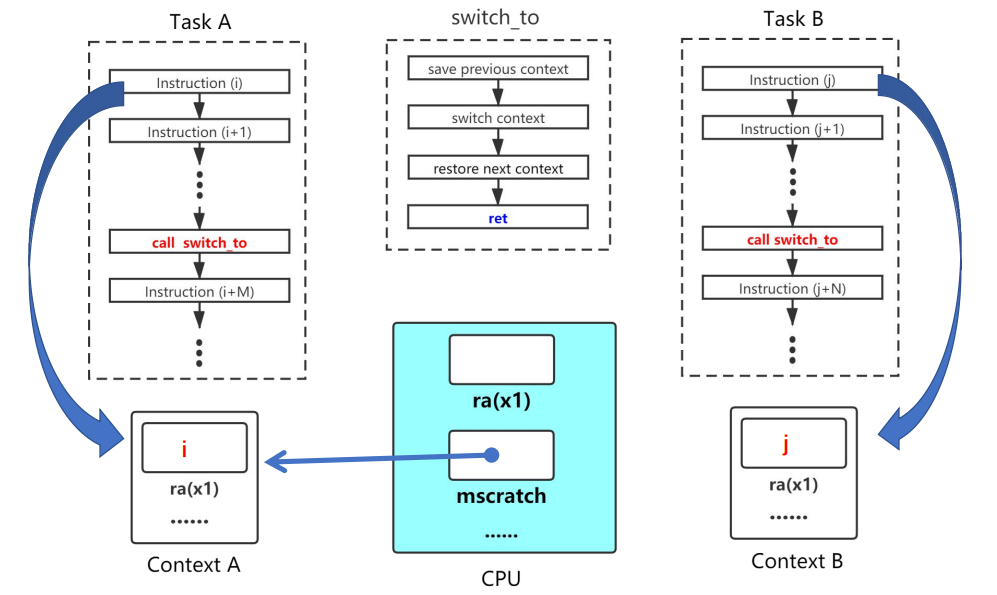 Task A
Instruction (i)
Instruction (i+1)
call switch_to
Instruction (i+M)
i
ra(x1)
......
Context A
switch_to
save previous context
switch context
restore next context
ret
ra(x1)
mscratch
......
CPU
Task B
Instruction (j)
Instruction (j+1)
call switch_to
Instruction (j+N)
j
ra(x1)
......
Context B